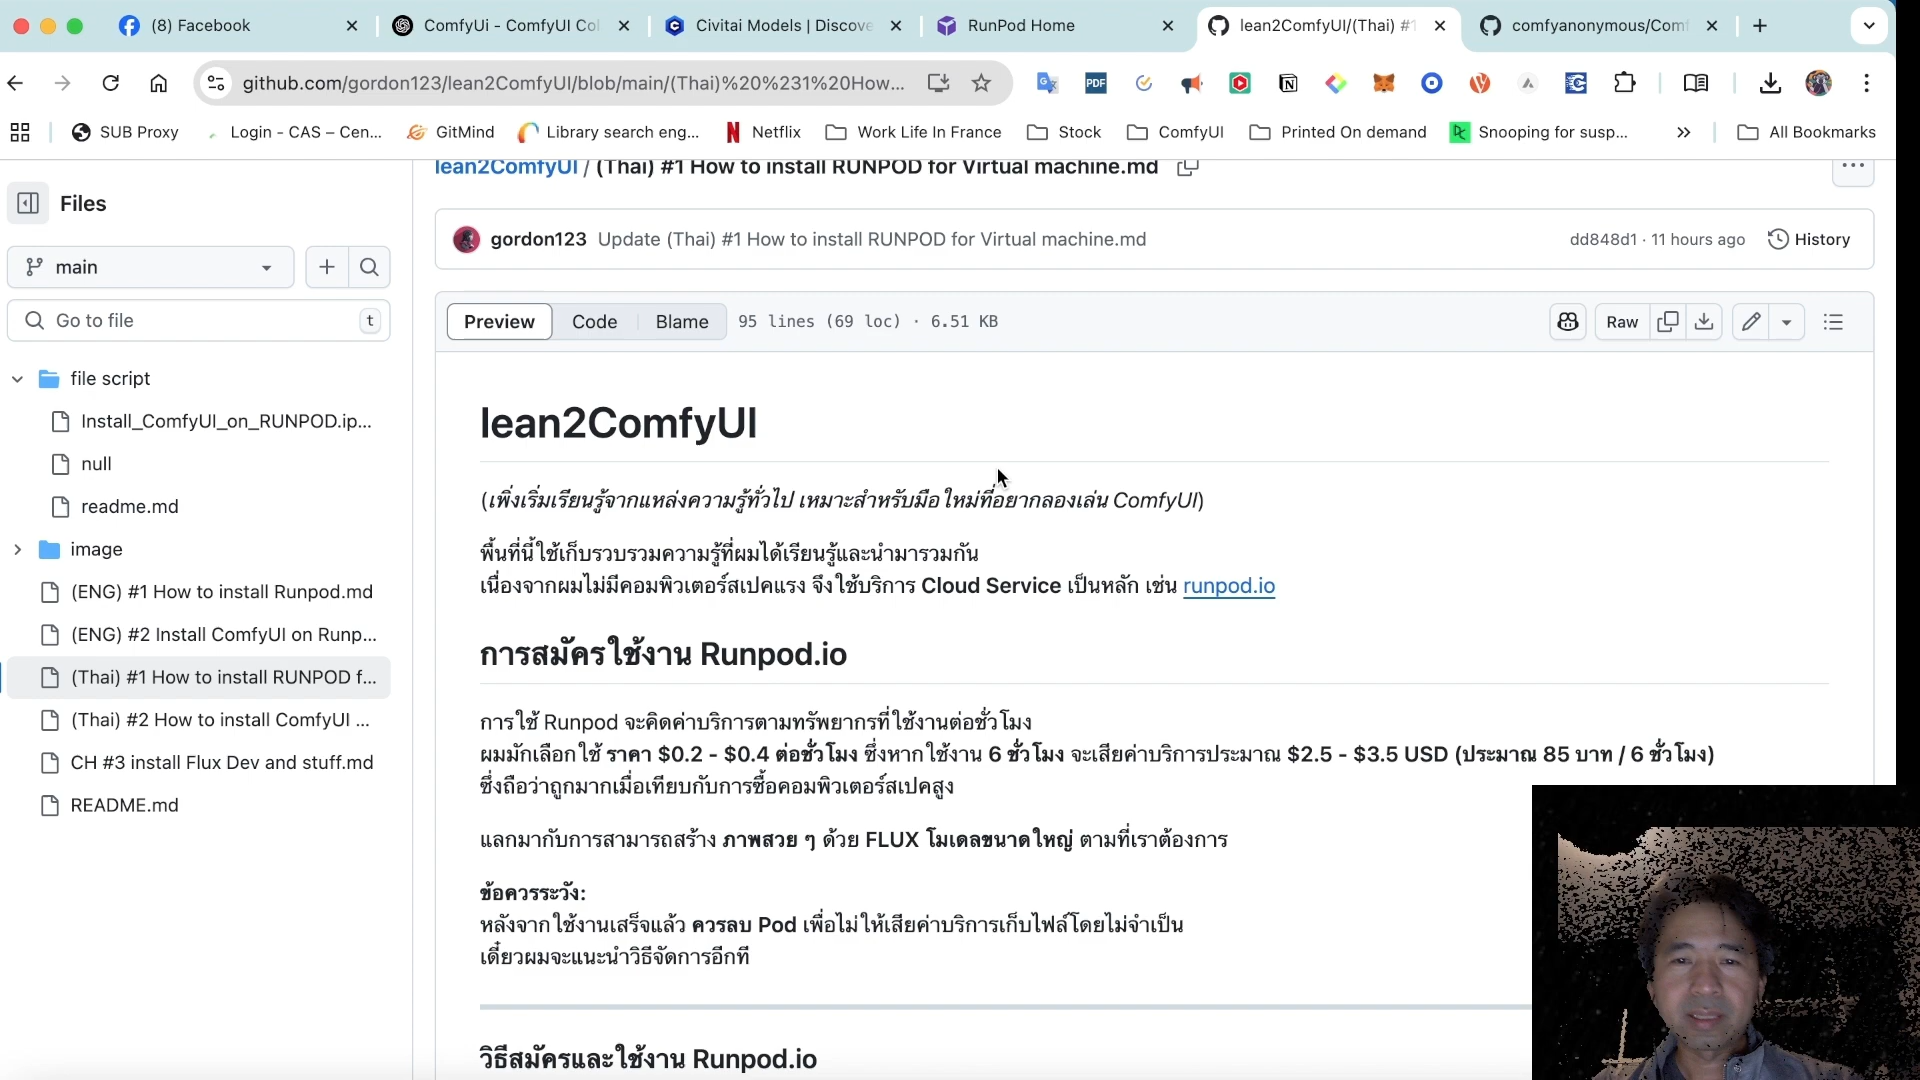 (8) Facebook
ComfyUi - ComfyUI Col
Civitai Models | Discove
RunPod Home
lean2ComfyUI/(Thai) #1
comfyanonymous/Comf
github.com/gordon123/lean2ComfyUI/blob/main/(Thai)%20%231%20How...
SUB Proxy
Login - CAS – Cen...
GitMind
Library search eng...
Netflix
Work Life In France
Stock
ComfyUI
Printed On demand
Snooping for susp...
All Bookmarks
lean2ComfyUI / (Thai) #1 How to install RUNPOD for Virtual machine.md
Files
main
Go to file
t
file script
Install_ComfyUI_on_RUNPOD.ip...
null
readme.md
image
(ENG) #1 How to install Runpod.md
(ENG) #2 Install ComfyUI on Runp...
(Thai) #1 How to install RUNPOD f...
(Thai) #2 How to install ComfyUI ...
CH #3 install Flux Dev and stuff.md
README.md
gordon123 Update (Thai) #1 How to install RUNPOD for Virtual machine.md
dd848d1 · 11 hours ago
History
Preview
Code
Blame
95 lines (69 loc) · 6.51 KB
Raw
lean2ComfyUI
(เพิ่งเริ่มเรียนรู้จากแหล่งความรู้ทั่วไป เหมาะสำหรับมือใหม่ที่อยากลองเล่น ComfyUI)
พื้นที่นี้ใช้เก็บรวบรวมความรู้ที่ผมได้เรียนรู้และนำมารวมกัน
เนื่องจากผมไม่มีคอมพิวเตอร์สเปคแรง จึงใช้บริการ Cloud Service เป็นหลัก เช่น runpod.io
การสมัครใช้งาน Runpod.io
การใช้ Runpod จะคิดค่าบริการตามทรัพยากรที่ใช้งานต่อชั่วโมง
ผมมักเลือกใช้ ราคา $0.2 - $0.4 ต่อชั่วโมง ซึ่งหากใช้งาน 6 ชั่วโมง จะเสียค่าบริการประมาณ $2.5 - $3.5 USD (ประมาณ 85 บาท / 6 ชั่วโมง)
ซึ่งถือว่าถูกมากเมื่อเทียบกับการซื้อคอมพิวเตอร์สเปคสูง
แลกมากับการสามารถสร้าง ภาพสวย ๆ ด้วย FLUX โมเดลขนาดใหญ่ ตามที่เราต้องการ
ข้อควรระวัง:
หลังจากใช้งานเสร็จแล้ว ควรลบ Pod เพื่อไม่ให้เสียค่าบริการเก็บไฟล์โดยไม่จำเป็น
เดี๋ยวผมจะแนะนำวิธีจัดการอีกที
วิธีสมัครและใช้งาน Runpod.io